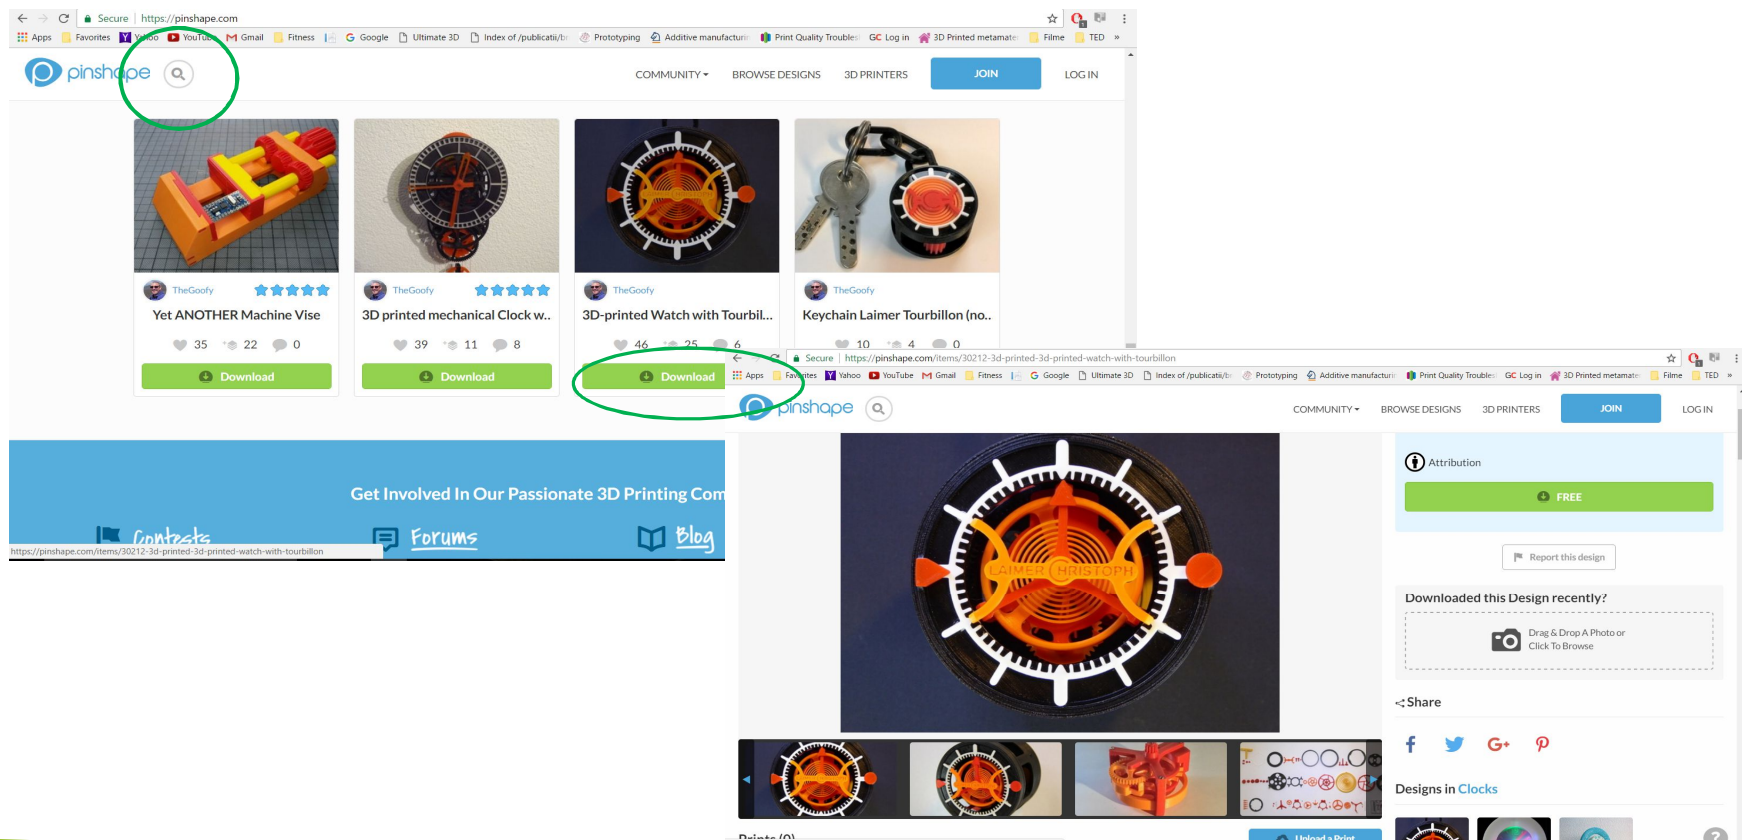 Secure | https://pinshape.com
Apps Favorites Yahoo YouTube Gmail Fitness Google Ultimate 3D Index of /publicatii/b Prototyping Additive manufacturi Print Quality Troubles GC Log in 3D Printed metamate Filme TED »
pinshape COMMUNITY BROWSE DESIGNS 3D PRINTERS JOIN LOG IN
TheGoofy TheGoofy TheGoofy TheGoofy
Yet ANOTHER Machine Vise 3D printed mechanical Clock w.. 3D-printed Watch with Tourbil... Keychain Laimer Tourbillon (no..
35 22 0 39 11 8 46 25 6 10 4 0
Download Download Download
Get Involved In Our Passionate 3D Printing Com
Contests Forums Blog
https://pinshape.com/items/30212-3d-printed-3d-printed-watch-with-tourbillon
Secure | https://pinshape.com/items/30212-3d-printed-3d-printed-watch-with-tourbillon
Apps Favorites Yahoo YouTube Gmail Fitness Google Ultimate 3D Index of /publicatii/b Prototyping Additive manufacturi Print Quality Troubles GC Log in 3D Printed metamate Filme TED »
pinshape COMMUNITY BROWSE DESIGNS 3D PRINTERS JOIN LOG IN
LAIMER CHRISTOPH
Attribution
FREE
Report this design
Downloaded this Design recently?
Drag & Drop A Photo or
Click To Browse
Share
Designs in Clocks
Prints (0) Upload a Print
?